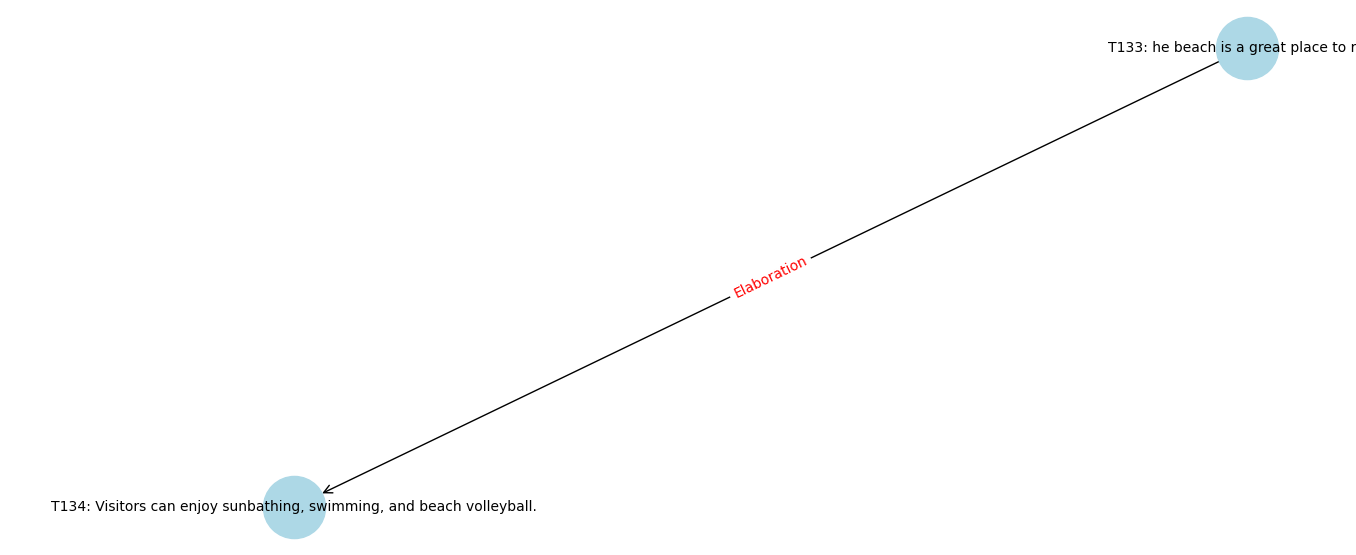 T133: he beach is a great place to r
Elaboration
T134: Visitors can enjoy sunbathing, swimming, and beach volleyball.